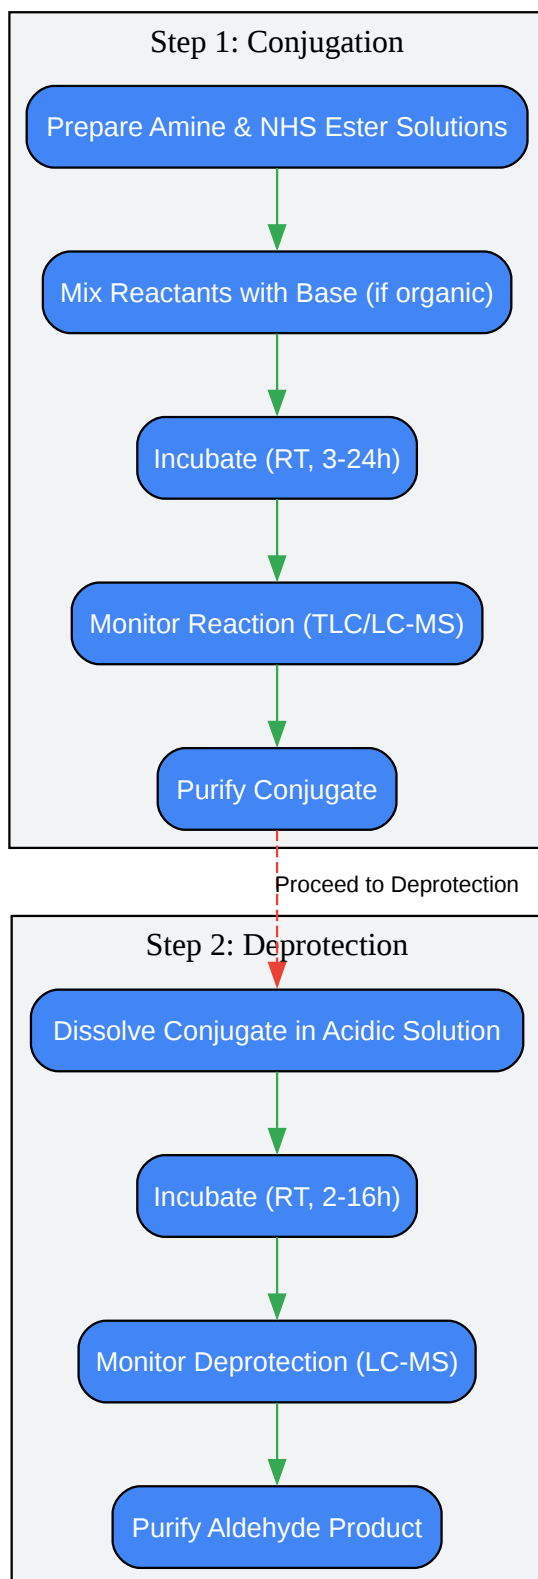 Step 1: Conjugation
Prepare Amine & NHS Ester Solutions
Mix Reactants with Base (if organic)
Incubate (RT, 3-24h)
Monitor Reaction (TLC/LC-MS)
Purify Conjugate
Proceed to Deprotection
Step 2: Deprotection
Dissolve Conjugate in Acidic Solution
Incubate (RT, 2-16h)
Monitor Deprotection (LC-MS)
Purify Aldehyde Product